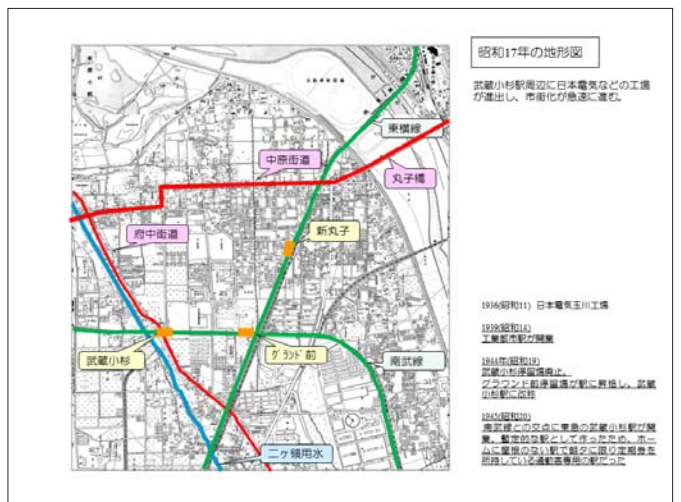 昭和17年の地形図
武蔵小杉駅周辺に日本電気などの工場
が進出し、市街化が急速に進む。
東横線
中原街道
丸子橋
府中街道
新丸子
武蔵小杉
グランド前
南武線
二ヶ領用水
1936(昭和11) 日本電気玉川工場
1939(昭和14)
工業都市駅が開業
1944年(昭和19)
武蔵小杉停留場廃止。
グラウンド前停留場が駅に昇格し、武蔵
小杉駅に改称
1945(昭和20)
南武線との交点に東急の武蔵小杉駅が開
業。暫定的な駅として作ったため、ホー
ムに屋根のない駅で朝夕に限り定期券を
所持している通勤客専用の駅だった